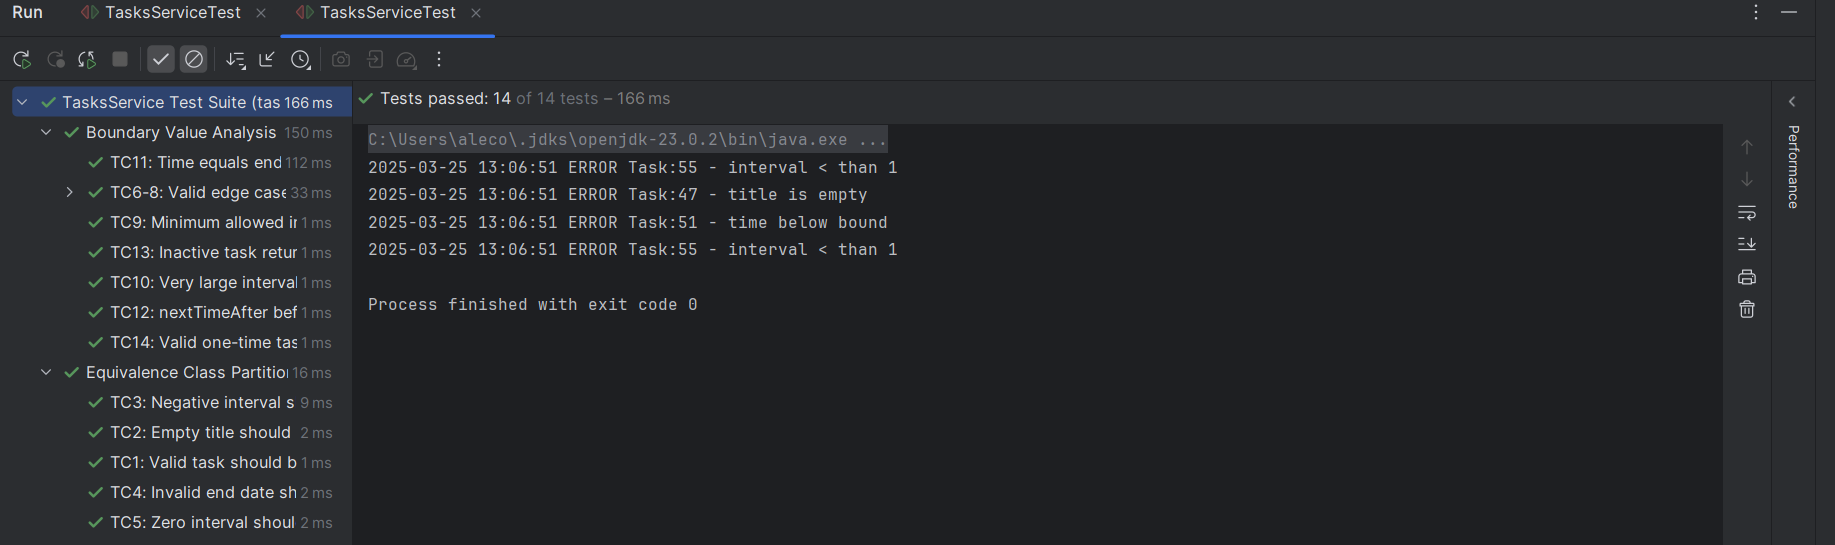 Run TasksServiceTest TasksServiceTest
TasksService Test Suite (tas 166 ms
Boundary Value Analysis 150 ms
TC11: Time equals end 112 ms
TC6-8: Valid edge case 33 ms
TC9: Minimum allowed in 1 ms
TC13: Inactive task retur 1 ms
TC10: Very large interval 1 ms
TC12: nextTimeAfter bef 1 ms
TC14: Valid one-time tas 1 ms
Equivalence Class Partition 16 ms
TC3: Negative interval s 9 ms
TC2: Empty title should 2 ms
TC1: Valid task should b 1 ms
TC4: Invalid end date sh 2 ms
TC5: Zero interval shoul 2 ms
Tests passed: 14 of 14 tests – 166 ms
C:\Users\aleco\.jdks\openjdk-23.0.2\bin\java.exe ...
2025-03-25 13:06:51 ERROR Task:55 - interval < than 1
2025-03-25 13:06:51 ERROR Task:47 - title is empty
2025-03-25 13:06:51 ERROR Task:51 - time below bound
2025-03-25 13:06:51 ERROR Task:55 - interval < than 1
Process finished with exit code 0
Performance